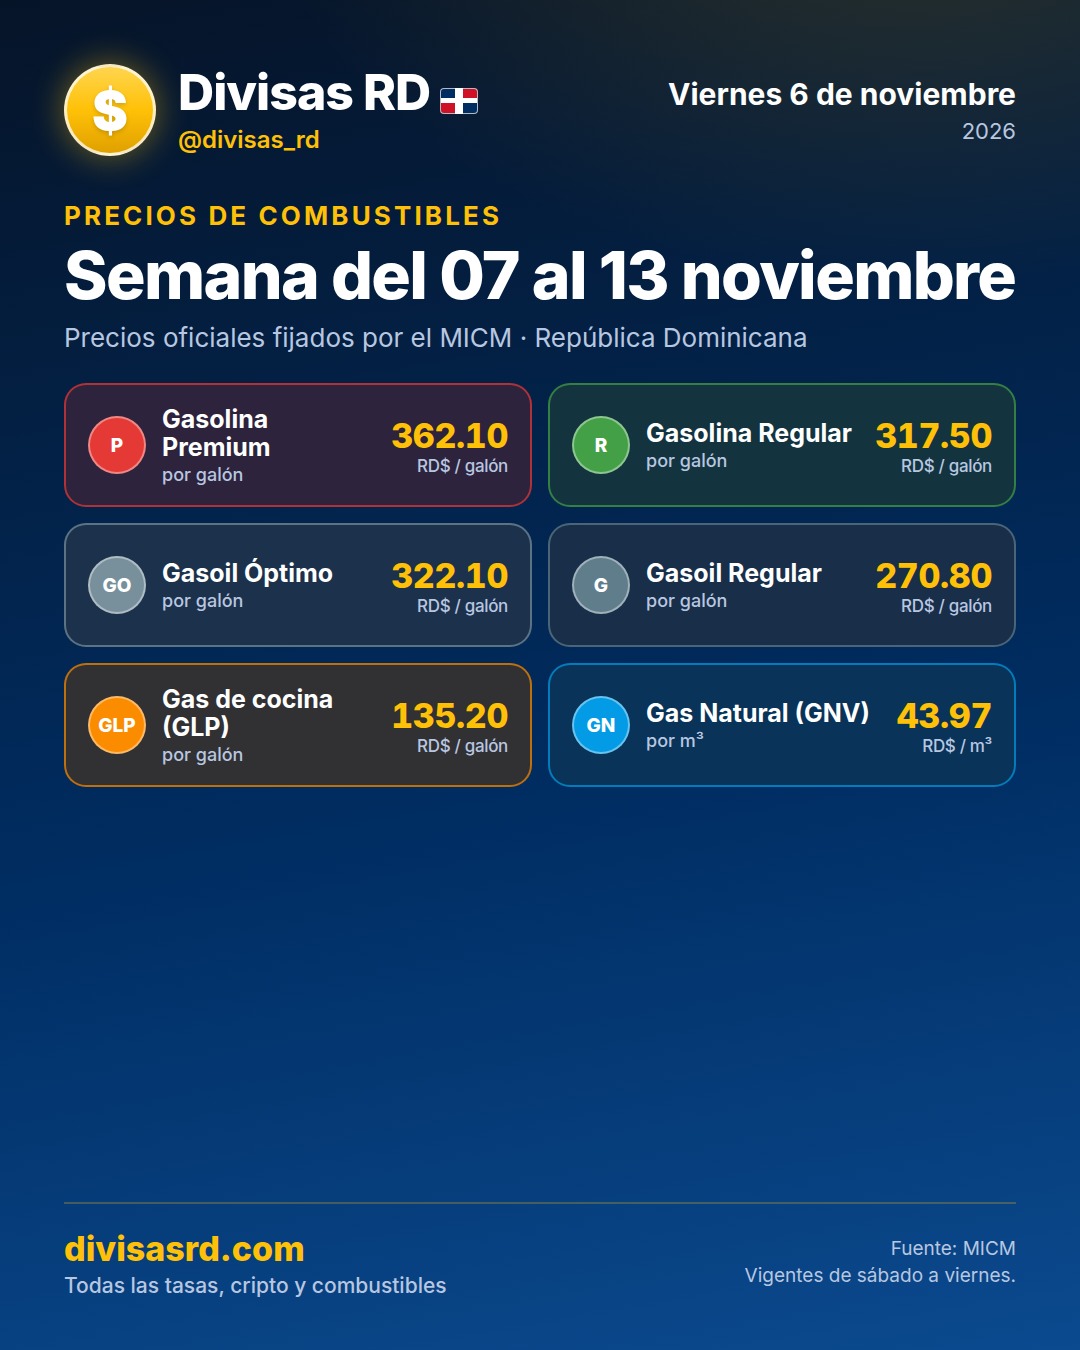 $
Divisas RD
@divisas_rd
Viernes 6 de noviembre
2026
PRECIOS DE COMBUSTIBLES
Semana del 07 al 13 noviembre
Precios oficiales fijados por el MICM · República Dominicana
P
Gasolina
Premium
por galón
362.10
RD$ / galón
R
Gasolina Regular
por galón
317.50
RD$ / galón
GO
Gasoil Óptimo
por galón
322.10
RD$ / galón
G
Gasoil Regular
por galón
270.80
RD$ / galón
GLP
Gas de cocina
(GLP)
por galón
135.20
RD$ / galón
GN
Gas Natural (GNV)
por m³
43.97
RD$ / m³
divisasrd.com
Todas las tasas, cripto y combustibles
Fuente: MICM
Vigentes de sábado a viernes.